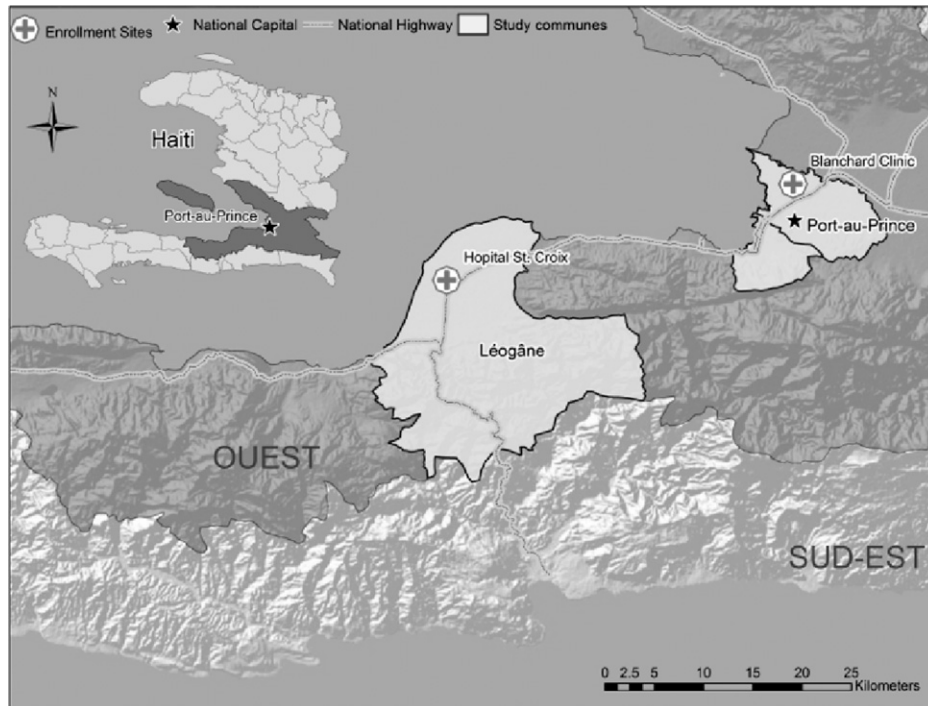 Enrollment Sites National Capital National Highway Study communes
N
Haiti
Port-au-Prince
Blanchard Clinic
Port-au-Prince
Hopital St. Croix
Léogâne
OUEST
SUD-EST
0 2.5 5 10 15 20 25
Kilometers